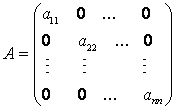 a₁₁ 0 … 0
0 a₂₂ … 0
A = ⋮ ⋮ ⋮
0 0 … aₙₙ